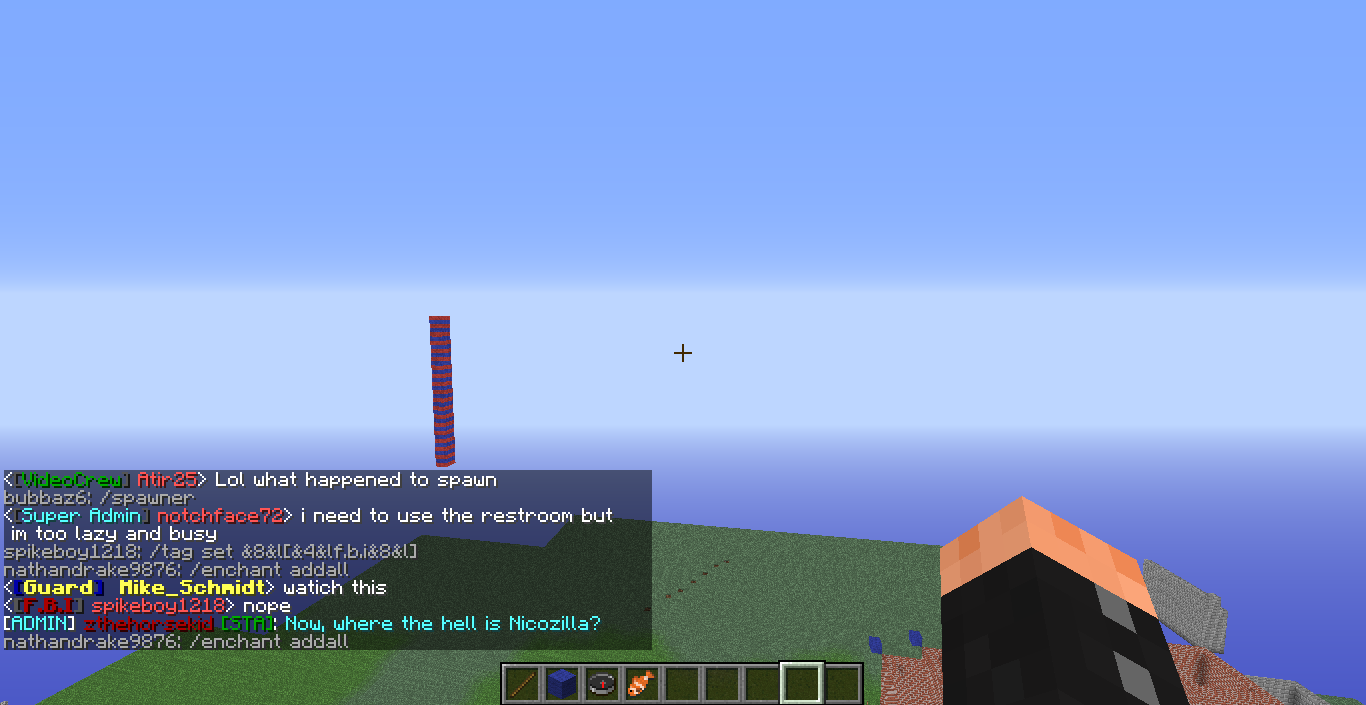 <[VideoCrew] Atir25> Lol what happened to spawn
bubbaz6: /spawner
<[Super Admin] notchface72> i need to use the restroom but
im too lazy and busy
spikeboy1218: /tag set &8&l[&4&lf.b.i&8&l]
nathandrake9876: /enchant addall
<[Guard] Mike_Schmidt> watich this
<[F.B.I] spikeboy1218> nope
[ADMIN] zthehorsekid [STA]: Now, where the hell is Nicozilla?
nathandrake9876: /enchant addall